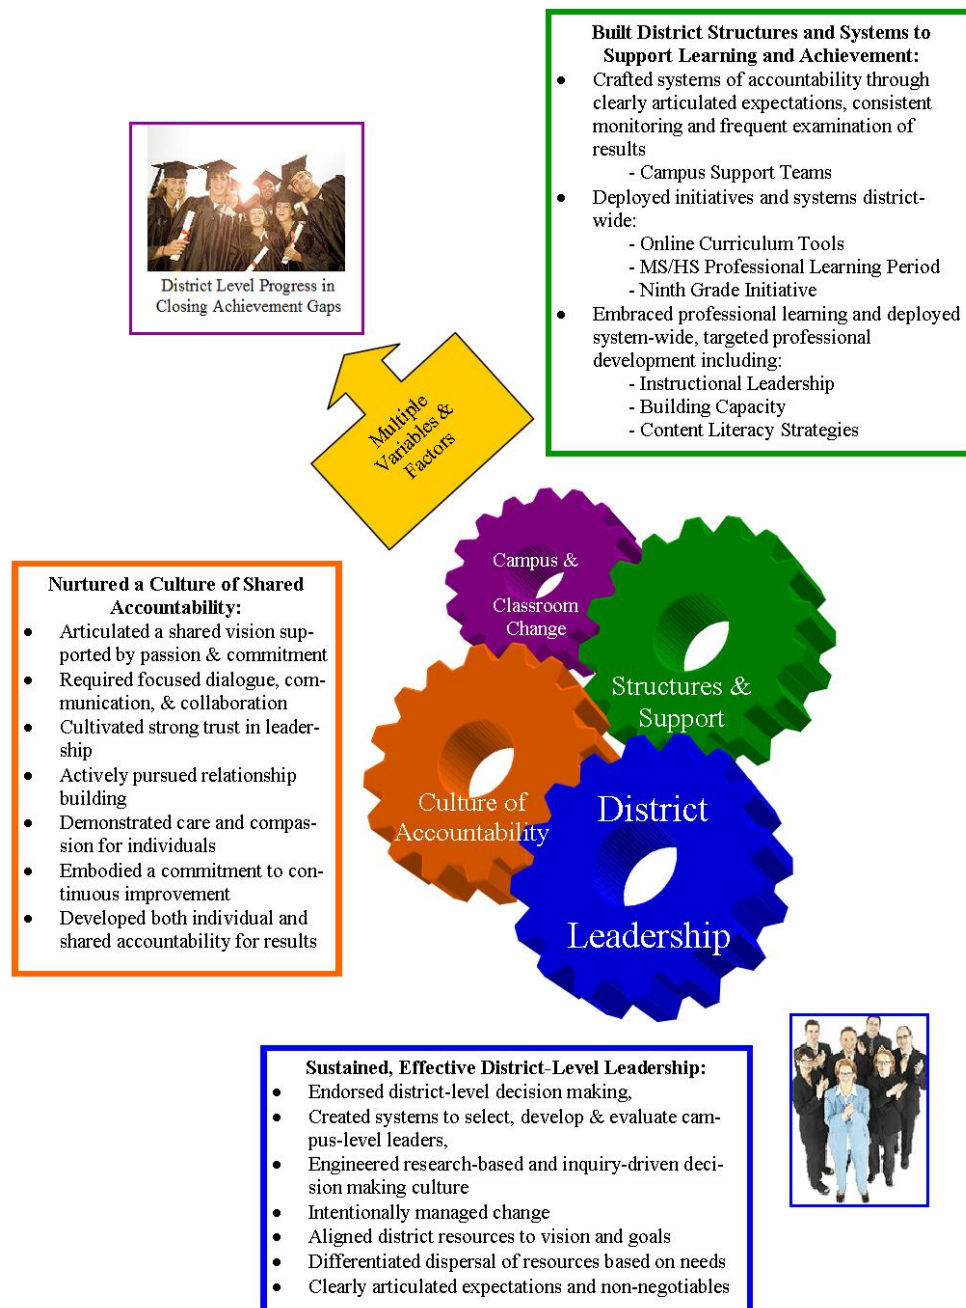 Built District Structures and Systems to
Support Learning and Achievement:
● Crafted systems of accountability through
clearly articulated expectations, consistent
monitoring and frequent examination of
results
- Campus Support Teams
● Deployed initiatives and systems district-
wide:
- Online Curriculum Tools
- MS/HS Professional Learning Period
- Ninth Grade Initiative
● Embraced professional learning and deployed
system-wide, targeted professional
development including:
- Instructional Leadership
- Building Capacity
- Content Literacy Strategies
District Level Progress in
Closing Achievement Gaps
Multiple
Variables &
Factors
Campus &
Classroom
Change
Structures &
Support
Culture of
Accountability
District
Leadership
Nurtured a Culture of Shared
Accountability:
● Articulated a shared vision sup-
ported by passion & commitment
● Required focused dialogue, com-
munication, & collaboration
● Cultivated strong trust in leader-
ship
● Actively pursued relationship
building
● Demonstrated care and compas-
sion for individuals
● Embodied a commitment to con-
tinuous improvement
● Developed both individual and
shared accountability for results
Sustained, Effective District-Level Leadership:
● Endorsed district-level decision making,
● Created systems to select, develop & evaluate cam-
pus-level leaders,
● Engineered research-based and inquiry-driven deci-
sion making culture
● Intentionally managed change
● Aligned district resources to vision and goals
● Differentiated dispersal of resources based on needs
● Clearly articulated expectations and non-negotiables